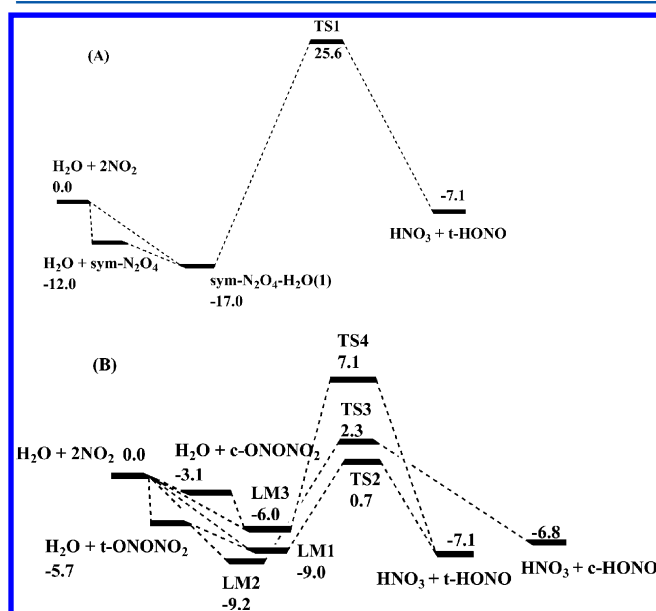 TS1
25.6
(A)
H₂O + 2NO₂
0.0
-7.1
HNO₃ + t-HONO
H₂O + sym-N₂O₄
-12.0
sym-N₂O₄-H₂O(1)
-17.0
(B)
TS4
7.1
TS3
2.3
H₂O + 2NO₂ 0.0
H₂O + c-ONONO₂
-3.1
TS2
0.7
LM3
-6.0
H₂O + t-ONONO₂
-5.7
LM1
-9.0
LM2
-9.2
-7.1
HNO₃ + t-HONO
-6.8
HNO₃ + c-HONO